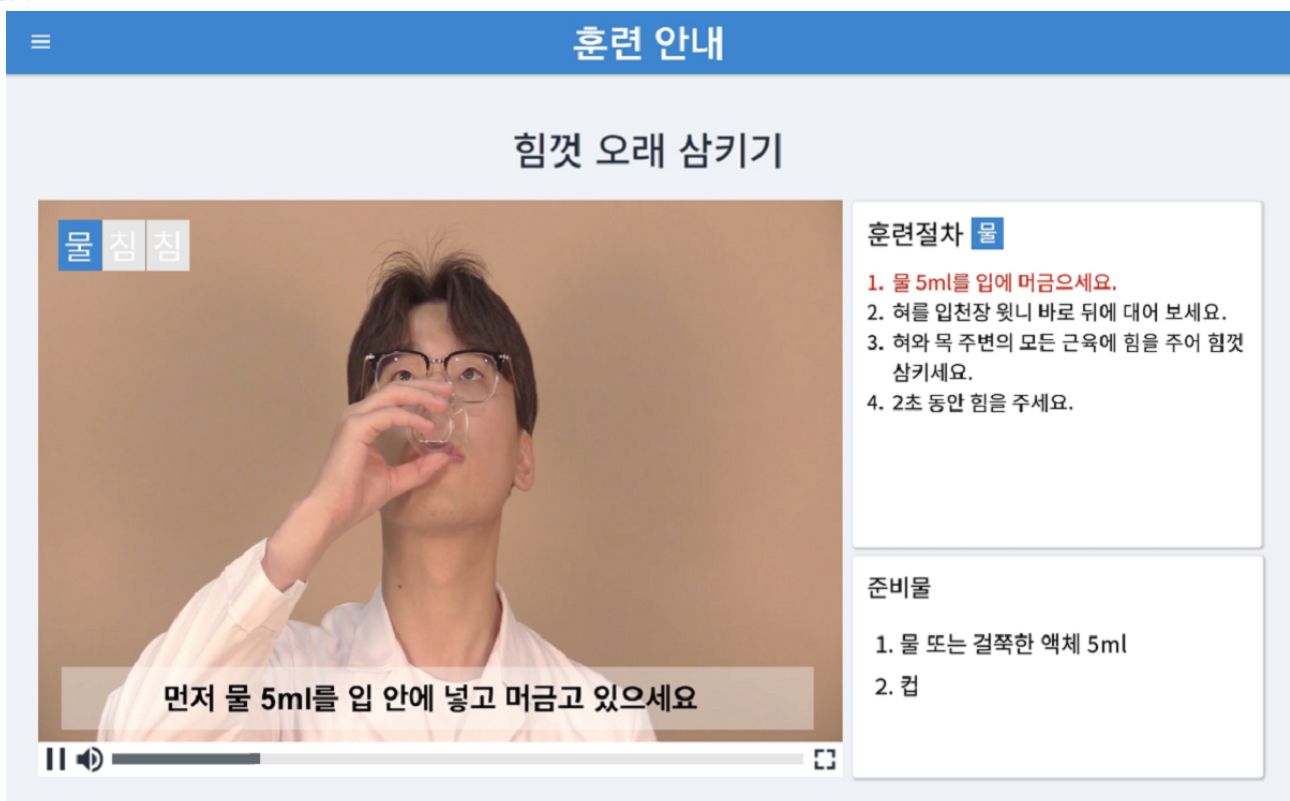 훈련 안내
힘껏 오래 삼키기
물 침 침
먼저 물 5ml를 입 안에 넣고 머금고 있으세요
훈련절차 물
1. 물 5ml를 입에 머금으세요.
2. 혀를 입천장 윗니 바로 뒤에 대어 보세요.
3. 혀와 목 주변의 모든 근육에 힘을 주어 힘껏
삼키세요.
4. 2초 동안 힘을 주세요.
준비물
1. 물 또는 걸쭉한 액체 5ml
2. 컵